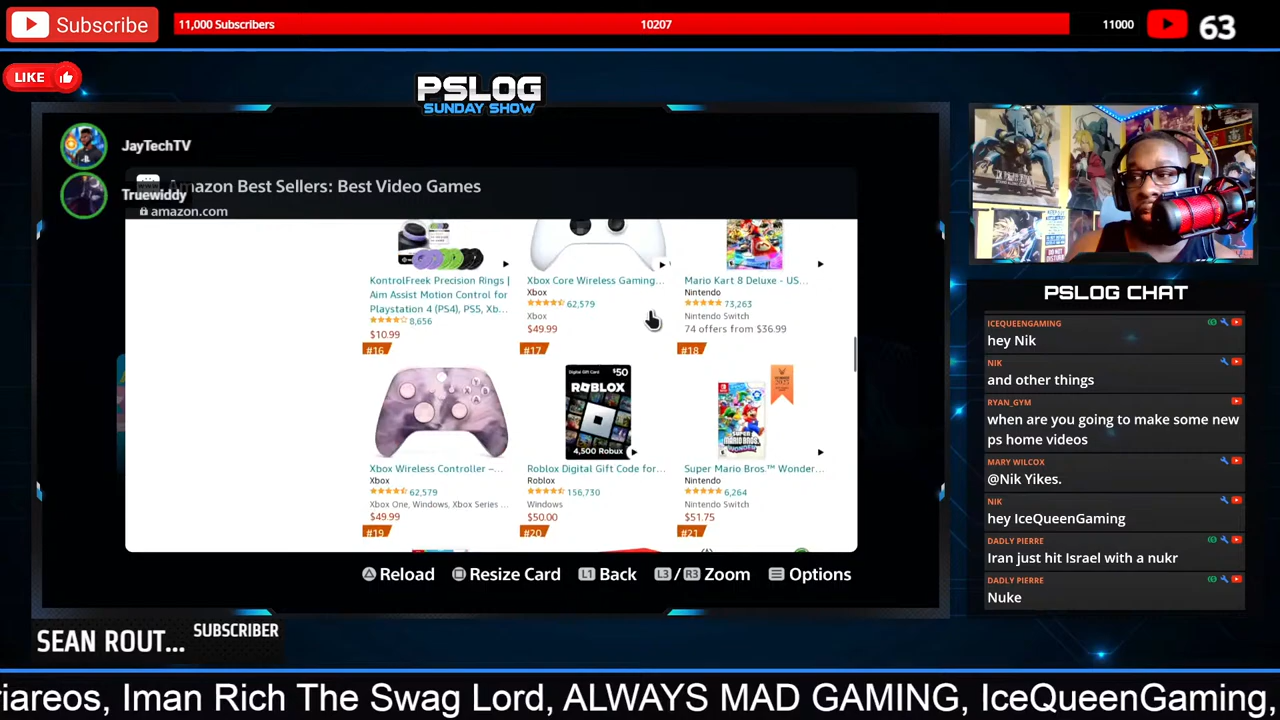 Subscribe
11,000 Subscribers
10207
11000
63
LIKE
PSLOG
SUNDAY SHOW
JayTechTV
Truewiddy
Amazon Best Sellers: Best Video Games
amazon.com
KontrolFreek Precision Rings |
Aim Assist Motion Control for
Playstation 4 (PS4), PS5, Xb...
8,656
$10.99
Xbox Core Wireless Gaming...
Xbox
62,579
Xbox
$49.99
Mario Kart 8 Deluxe - US...
Nintendo
73,263
Nintendo Switch
74 offers from $36.99
#16
#17
#18
Xbox Wireless Controller –...
Xbox
62,579
Xbox One, Windows, Xbox Series ...
$49.99
Digital Gift Card
$50
ROBLOX
4,500 Robux
Roblox Digital Gift Code for...
Roblox
156,730
Windows
$50.00
SUPER
MARIO BROS.
WONDER
Super Mario Bros.™ Wonder...
Nintendo
6,264
Nintendo Switch
$51.75
#19
#20
#21
Reload
Resize Card
L1 Back
L3/R3 Zoom
Options
PSLOG CHAT
ICEQUEENGAMING
hey Nik
NIK
and other things
RYAN_GYM
when are you going to make some new
ps home videos
MARY WILCOX
@Nik Yikes.
NIK
hey IceQueenGaming
DADLY PIERRE
Iran just hit Israel with a nukr
DADLY PIERRE
Nuke
SEAN ROUT...
SUBSCRIBER
riareos, Iman Rich The Swag Lord, ALWAYS MAD GAMING, IceQueenGaming,